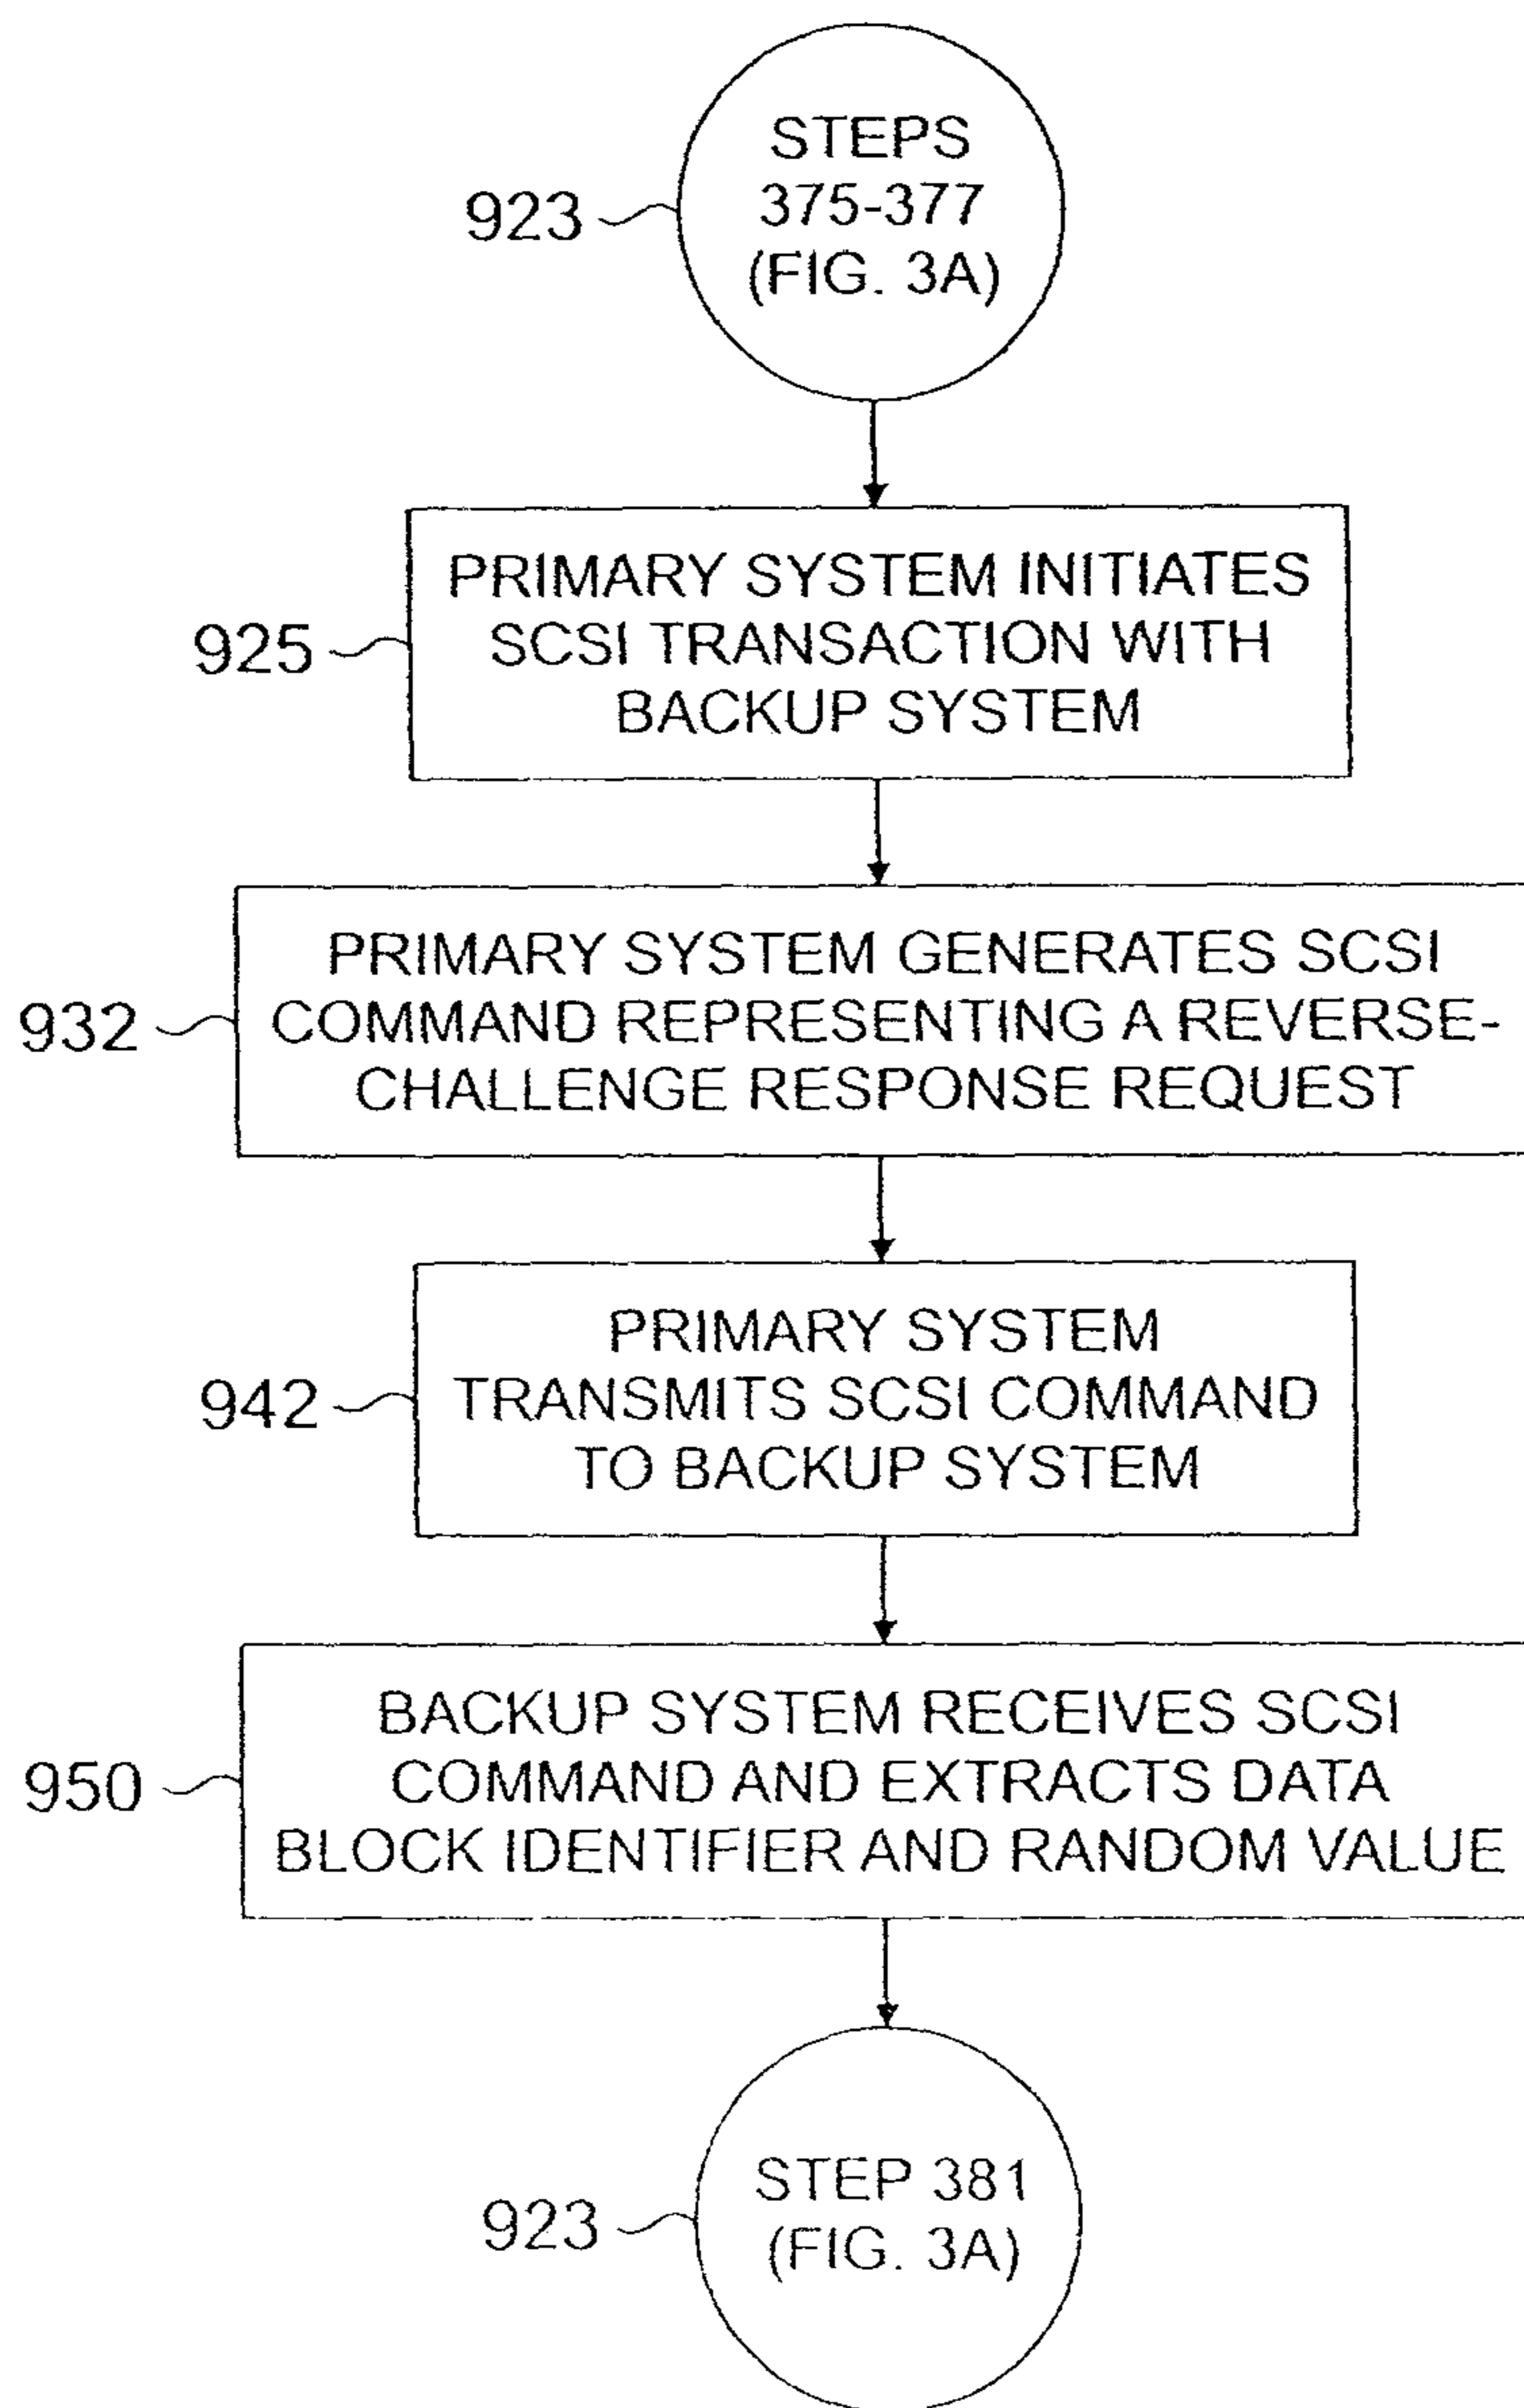 STEPS
375-377
(FIG. 3A)
923
PRIMARY SYSTEM INITIATES
SCSI TRANSACTION WITH
BACKUP SYSTEM
925
PRIMARY SYSTEM GENERATES SCSI
COMMAND REPRESENTING A REVERSE-
CHALLENGE RESPONSE REQUEST
932
PRIMARY SYSTEM
TRANSMITS SCSI COMMAND
TO BACKUP SYSTEM
942
BACKUP SYSTEM RECEIVES SCSI
COMMAND AND EXTRACTS DATA
BLOCK IDENTIFIER AND RANDOM VALUE
950
STEP 381
(FIG. 3A)
923